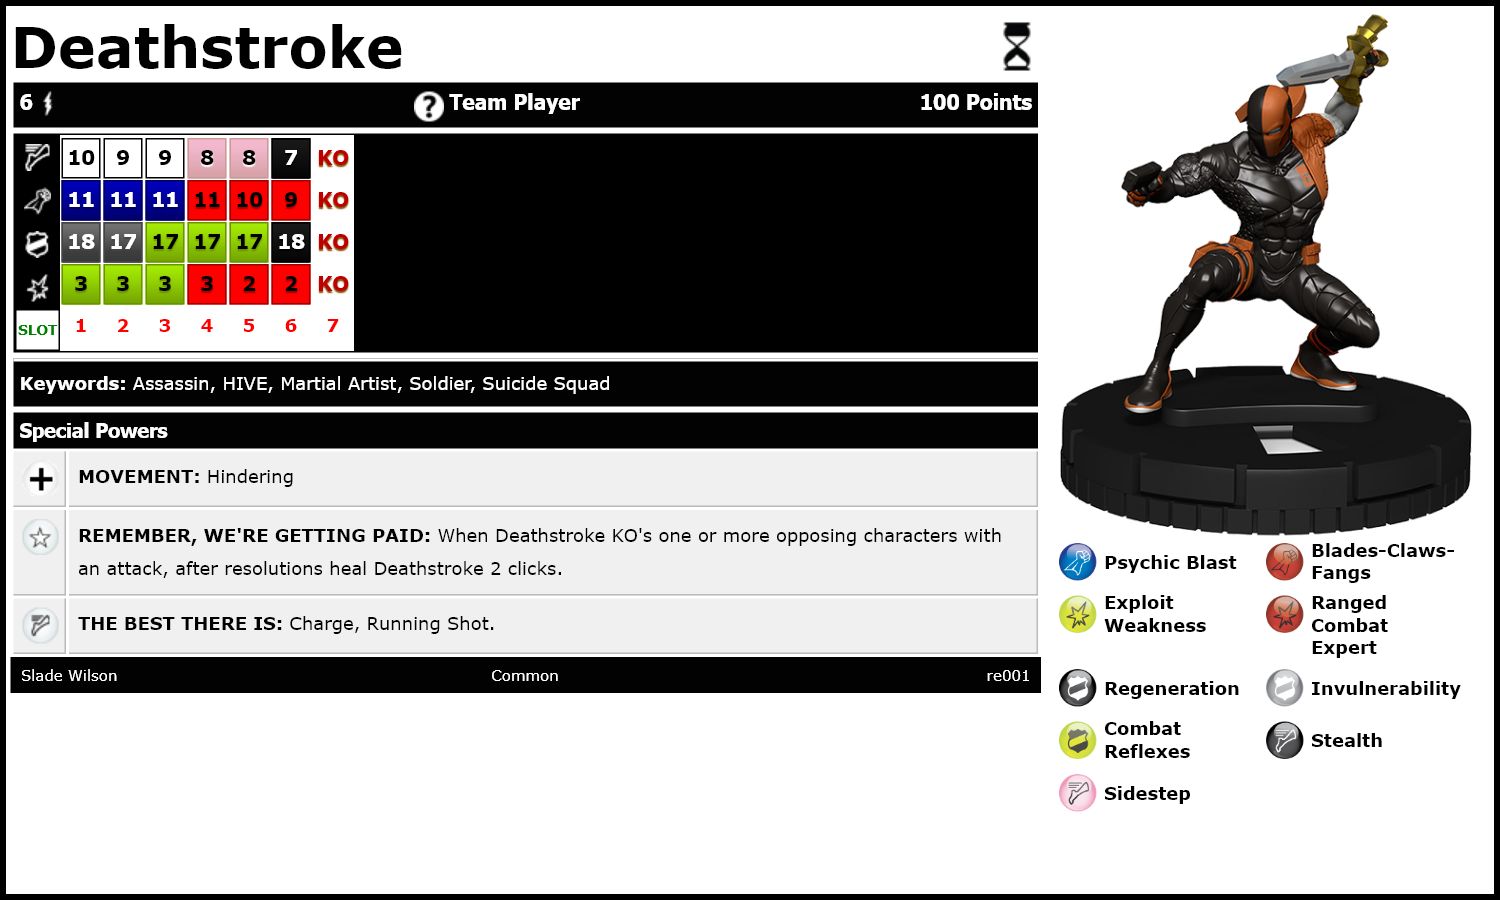 Deathstroke
6 Team Player 100 Points
10 9 9 8 8 7 KO
11 11 11 11 10 9 KO
18 17 17 17 17 18 KO
3 3 3 3 2 2 KO
SLOT 1 2 3 4 5 6 7
Keywords: Assassin, HIVE, Martial Artist, Soldier, Suicide Squad
Special Powers
MOVEMENT: Hindering
REMEMBER, WE'RE GETTING PAID: When Deathstroke KO's one or more opposing characters with
an attack, after resolutions heal Deathstroke 2 clicks.
THE BEST THERE IS: Charge, Running Shot.
Slade Wilson Common re001
Psychic Blast
Blades-Claws-
Fangs
Exploit
Weakness
Ranged
Combat
Expert
Regeneration
Invulnerability
Combat
Reflexes
Stealth
Sidestep